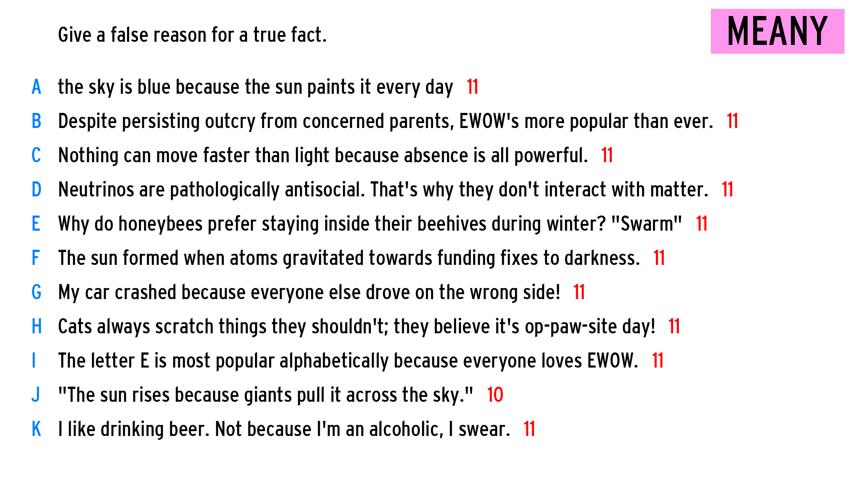 Give a false reason for a true fact.
MEANY
A the sky is blue because the sun paints it every day 11
B Despite persisting outcry from concerned parents, EWOW's more popular than ever. 11
C Nothing can move faster than light because absence is all powerful. 11
D Neutrinos are pathologically antisocial. That's why they don't interact with matter. 11
E Why do honeybees prefer staying inside their beehives during winter? "Swarm" 11
F The sun formed when atoms gravitated towards funding fixes to darkness. 11
G My car crashed because everyone else drove on the wrong side! 11
H Cats always scratch things they shouldn't; they believe it's op-paw-site day! 11
I The letter E is most popular alphabetically because everyone loves EWOW. 11
J "The sun rises because giants pull it across the sky." 10
K I like drinking beer. Not because I'm an alcoholic, I swear. 11